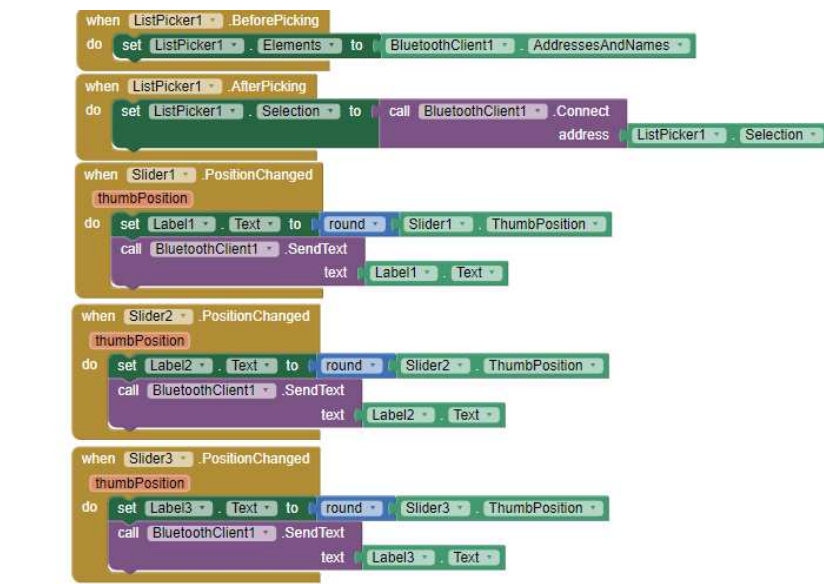 when ListPicker1 .BeforePicking
do set ListPicker1 . Elements to BluetoothClient1 . AddressesAndNames
when ListPicker1 .AfterPicking
do set ListPicker1 . Selection to call BluetoothClient1 .Connect
address ListPicker1 . Selection
when Slider1 .PositionChanged
thumbPosition
do set Label1 . Text to round Slider1 . ThumbPosition
call BluetoothClient1 .SendText
text Label1 . Text
when Slider2 .PositionChanged
thumbPosition
do set Label2 . Text to round Slider2 . ThumbPosition
call BluetoothClient1 .SendText
text Label2 . Text
when Slider3 .PositionChanged
thumbPosition
do set Label3 . Text to round Slider3 . ThumbPosition
call BluetoothClient1 .SendText
text Label3 . Text